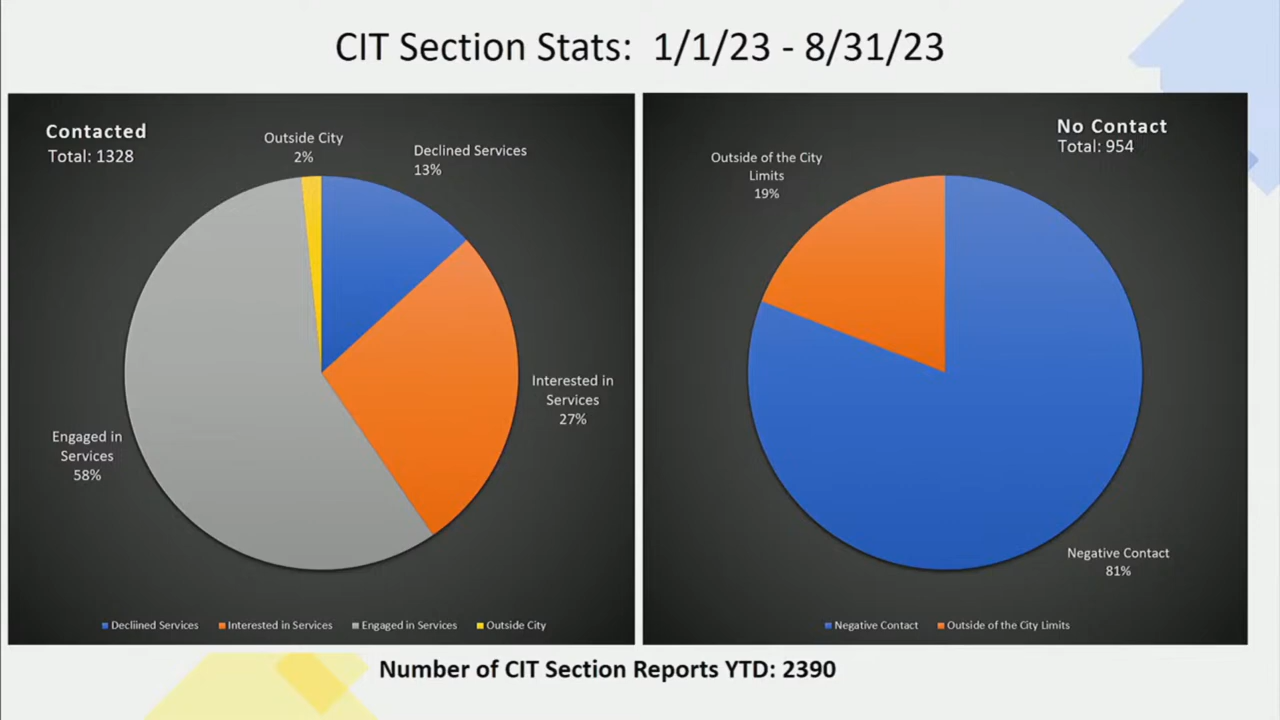 CIT Section Stats: 1/1/23 - 8/31/23
Contacted
Total: 1328
Outside City
2%
Declined Services
13%
Interested in
Services
27%
Engaged in
Services
58%
Decliined Services
Interested in Services
Engaged in Services
Outside City
No Contact
Total: 954
Outside of the City
Limits
19%
Negative Contact
81%
Negative Contact
Outside of the City Limits
Number of CIT Section Reports YTD: 2390